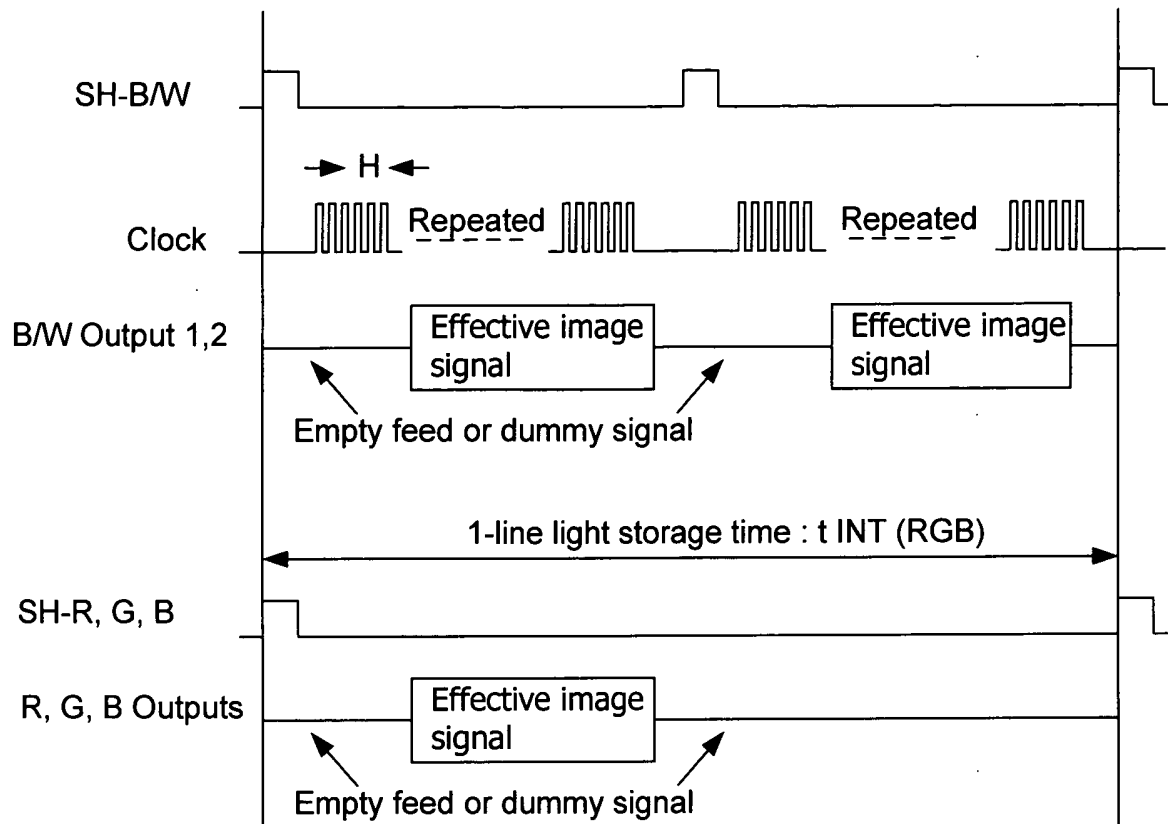 SH-B/W
H
Clock
Repeated
Repeated
B/W Output 1,2
Effective image
signal
Effective image
signal
Empty feed or dummy signal
1-line light storage time : t INT (RGB)
SH-R, G, B
R, G, B Outputs
Effective image
signal
Empty feed or dummy signal